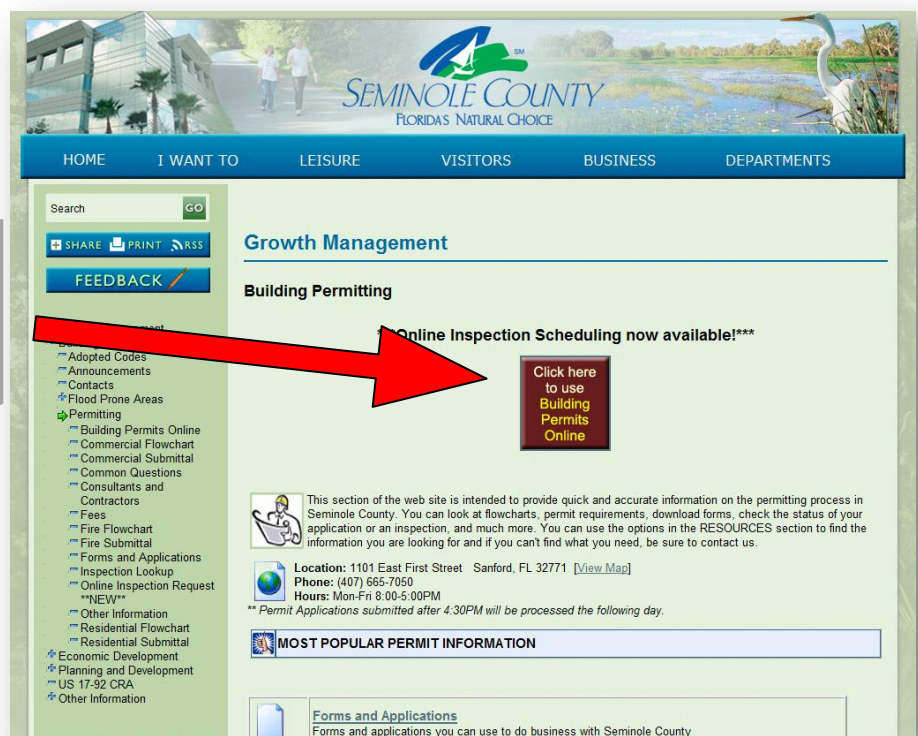 SM
SEMINOLE COUNTY
FLORIDA'S NATURAL CHOICE
HOME I WANT TO LEISURE VISITORS BUSINESS DEPARTMENTS
Search GO
SHARE PRINT RSS
FEEDBACK
Growth Management
Building Permitting
Online Inspection Scheduling now available!***
Click here
to use
Building
Permits
Online
Adopted Codes
Announcements
Contacts
Flood Prone Areas
Permitting
Building Permits Online
Commercial Flowchart
Commercial Submittal
Common Questions
Consultants and
Contractors
Fees
Fire Flowchart
Fire Submittal
Forms and Applications
Inspection Lookup
Online Inspection Request
**NEW**
Other Information
Residential Flowchart
Residential Submittal
Economic Development
Planning and Development
US 17-92 CRA
Other Information
This section of the web site is intended to provide quick and accurate information on the permitting process in
Seminole County. You can look at flowcharts, permit requirements, download forms, check the status of your
application or an inspection, and much more. You can use the options in the RESOURCES section to find the
information you are looking for and if you can't find what you need, be sure to contact us.
Location: 1101 East First Street Sanford, FL 32771 [View Map]
Phone: (407) 665-7050
Hours: Mon-Fri 8:00-5:00PM
** Permit Applications submitted after 4:30PM will be processed the following day.
MOST POPULAR PERMIT INFORMATION
Forms and Applications
Forms and applications you can use to do business with Seminole County